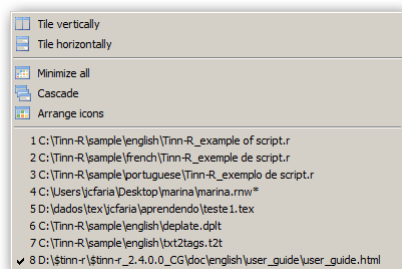 Tile vertically
Tile horizontally
Minimize all
Cascade
Arrange icons
1 C:\Tinn-R\sample\english\Tinn-R_example of script.r
2 C:\Tinn-R\sample\french\Tinn-R_exemple de script.r
3 C:\Tinn-R\sample\portuguese\Tinn-R_exemplo de script.r
4 C:\Users\jcfaria\Desktop\marina\marina.rnw*
5 D:\dados\tex\jcfaria\aprendendo\teste1.tex
6 C:\Tinn-R\sample\english\deplate.dplt
7 C:\Tinn-R\sample\english\txt2tags.t2t
8 D:\$tinn-r\$tinn-r_2.4.0.0_CG\doc\english\user_guide\user_guide.html